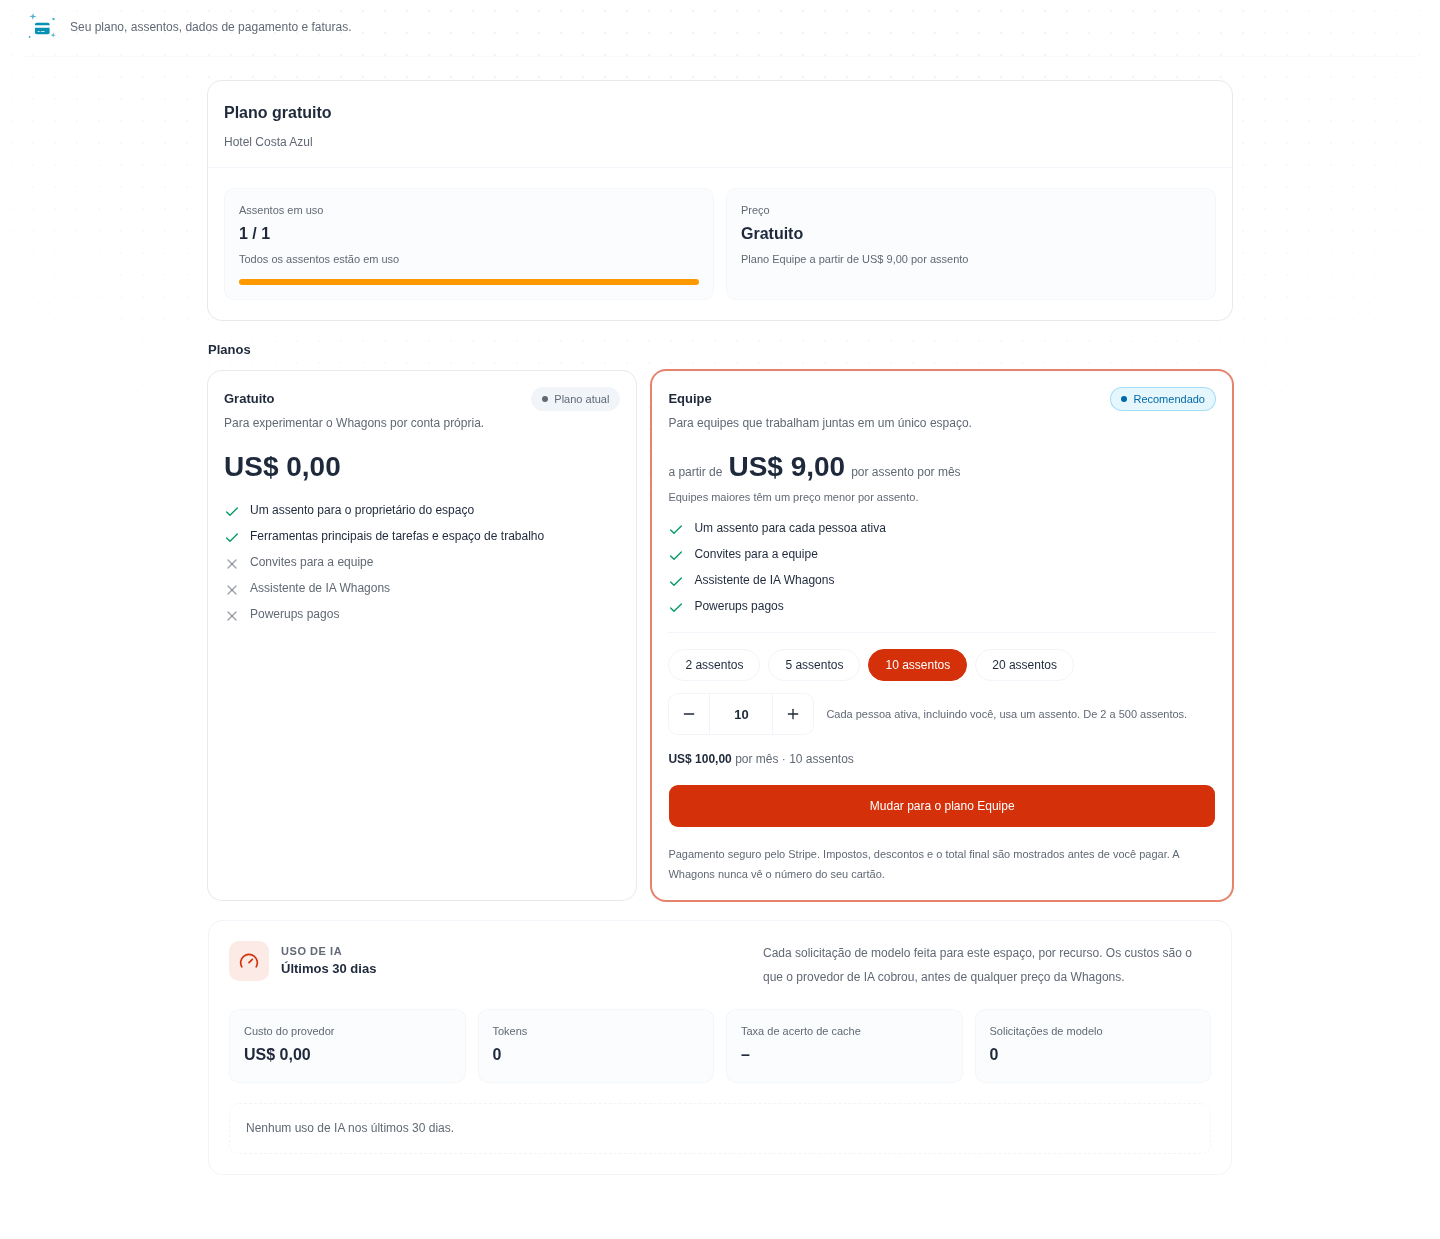 Seu plano, assentos, dados de pagamento e faturas.
Plano gratuito
Hotel Costa Azul
Assentos em uso
1 / 1
Todos os assentos estão em uso
Preço
Gratuito
Plano Equipe a partir de US$ 9,00 por assento
Planos
Gratuito
Plano atual
Para experimentar o Whagons por conta própria.
US$ 0,00
Um assento para o proprietário do espaço
Ferramentas principais de tarefas e espaço de trabalho
Convites para a equipe
Assistente de IA Whagons
Powerups pagos
Equipe
Recomendado
Para equipes que trabalham juntas em um único espaço.
a partir de US$ 9,00 por assento por mês
Equipes maiores têm um preço menor por assento.
Um assento para cada pessoa ativa
Convites para a equipe
Assistente de IA Whagons
Powerups pagos
2 assentos 5 assentos 10 assentos 20 assentos
10
Cada pessoa ativa, incluindo você, usa um assento. De 2 a 500 assentos.
US$ 100,00 por mês · 10 assentos
Mudar para o plano Equipe
Pagamento seguro pelo Stripe. Impostos, descontos e o total final são mostrados antes de você pagar. A
Whagons nunca vê o número do seu cartão.
USO DE IA
Últimos 30 dias
Cada solicitação de modelo feita para este espaço, por recurso. Os custos são o
que o provedor de IA cobrou, antes de qualquer preço da Whagons.
Custo do provedor
US$ 0,00
Tokens
0
Taxa de acerto de cache
–
Solicitações de modelo
0
Nenhum uso de IA nos últimos 30 dias.